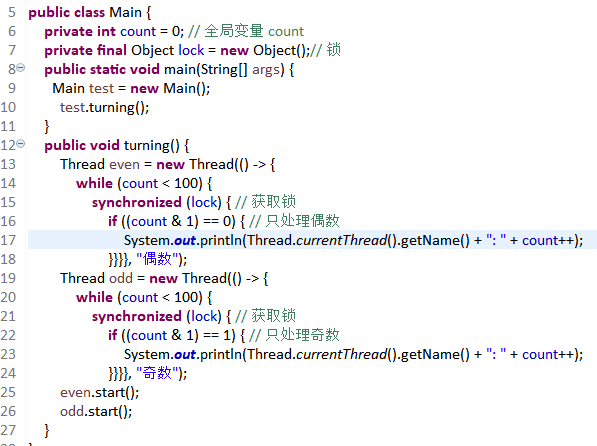 5 public class Main {
6 private int count = 0; // 全局变量 count
7 private final Object lock = new Object();// 锁
8 public static void main(String[] args) {
9 Main test = new Main();
10 test.turning();
11 }
12 public void turning() {
13 Thread even = new Thread(() -> {
14 while (count < 100) {
15 synchronized (lock) { // 获取锁
16 if ((count & 1) == 0) { // 只处理偶数
17 System.out.println(Thread.currentThread().getName() + ": " + count++);
18 }}}}, "偶数");
19 Thread odd = new Thread(() -> {
20 while (count < 100) {
21 synchronized (lock) { // 获取锁
22 if ((count & 1) == 1) { // 只处理奇数
23 System.out.println(Thread.currentThread().getName() + ": " + count++);
24 }}}}, "奇数");
25 even.start();
26 odd.start();
27 }